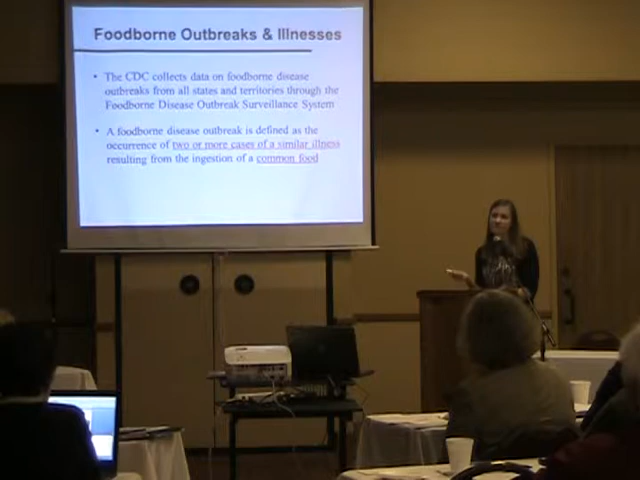 Foodborne Outbreaks & Illnesses
• The CDC collects data on foodborne disease
outbreaks from all states and territories through the
Foodborne Disease Outbreak Surveillance System
• A foodborne disease outbreak is defined as the
occurrence of two or more cases of a similar illness
resulting from the ingestion of a common food